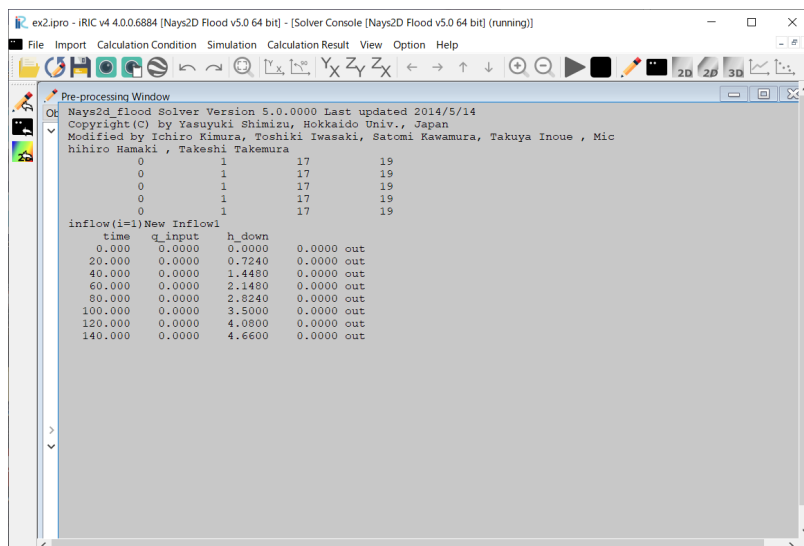 ex2.ipro - iRIC v4 4.0.0.6884 [Nays2D Flood v5.0 64 bit] - [Solver Console [Nays2D Flood v5.0 64 bit] (running)]
File Import Calculation Condition Simulation Calculation Result View Option Help
Pre-processing Window
Ob
Nays2d_flood Solver Version 5.0.0000 Last updated 2014/5/14
Copyright(C) by Yasuyuki Shimizu, Hokkaido Univ., Japan
Modified by Ichiro Kimura, Toshiki Iwasaki, Satomi Kawamura, Takuya Inoue , Mic
hihiro Hamaki , Takeshi Takemura
0 1 17 19
0 1 17 19
0 1 17 19
0 1 17 19
0 1 17 19
inflow(i=1)New Inflow1
time q_input h_down
0.000 0.0000 0.0000 0.0000 out
20.000 0.0000 0.7240 0.0000 out
40.000 0.0000 1.4480 0.0000 out
60.000 0.0000 2.1480 0.0000 out
80.000 0.0000 2.8240 0.0000 out
100.000 0.0000 3.5000 0.0000 out
120.000 0.0000 4.0800 0.0000 out
140.000 0.0000 4.6600 0.0000 out